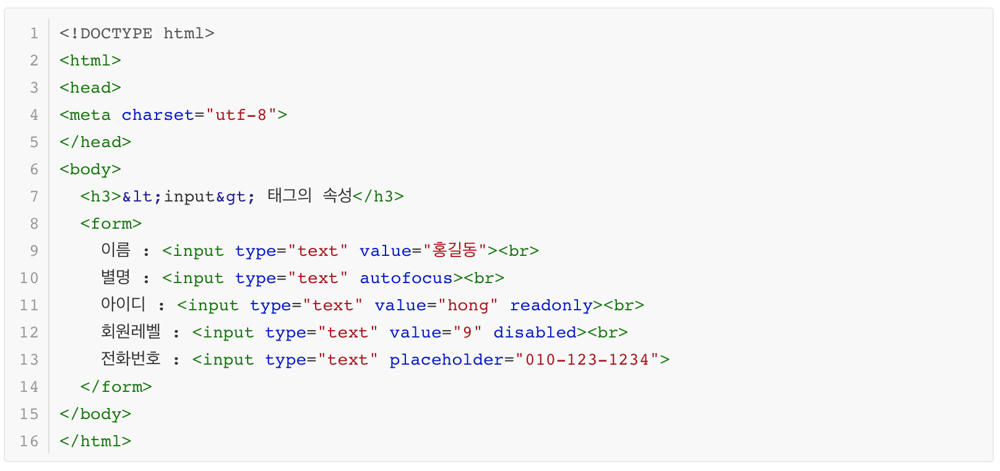 1 <!DOCTYPE html>
2 <html>
3 <head>
4 <meta charset="utf-8">
5 </head>
6 <body>
7   <h3>&lt;input&gt; 태그의 속성</h3>
8   <form>
9     이름 : <input type="text" value="홍길동"><br>
10     별명 : <input type="text" autofocus><br>
11     아이디 : <input type="text" value="hong" readonly><br>
12     회원레벨 : <input type="text" value="9" disabled><br>
13     전화번호 : <input type="text" placeholder="010-123-1234">
14   </form>
15 </body>
16 </html>